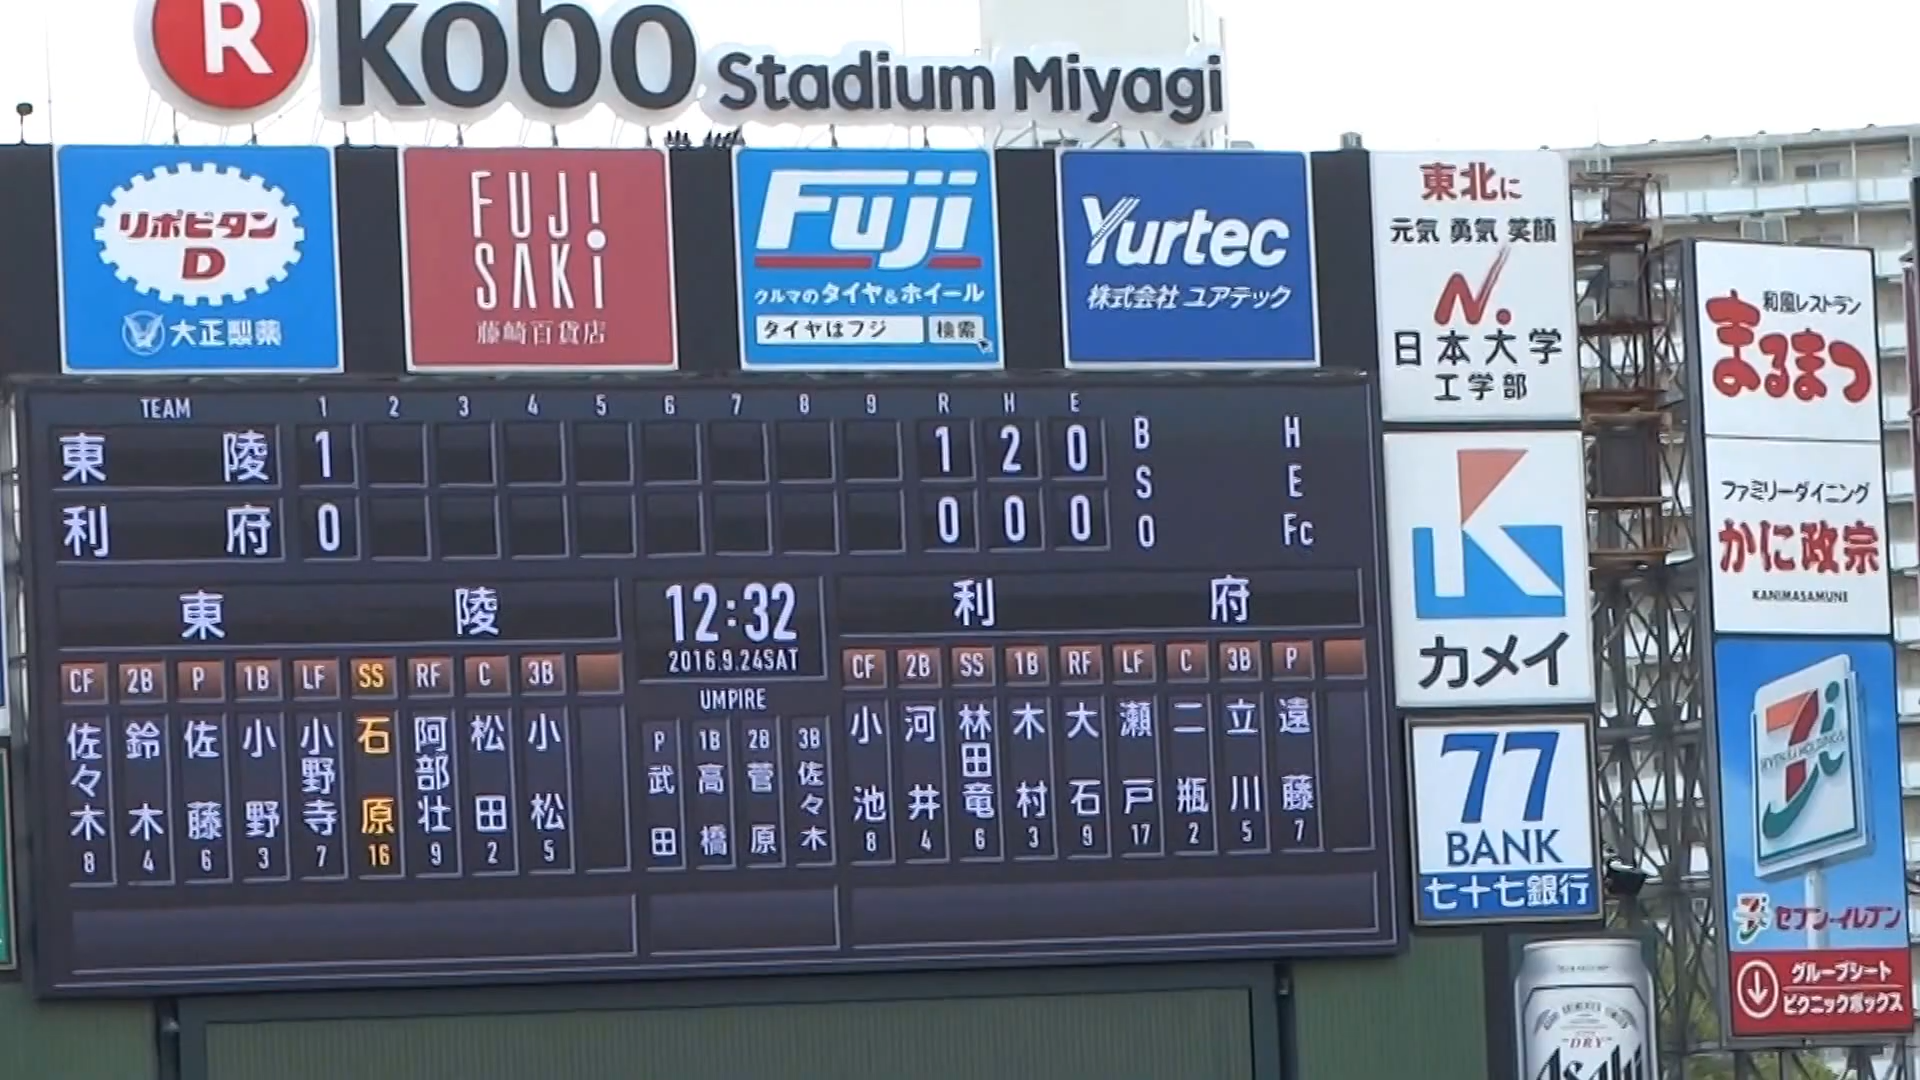 R kobo Stadium Miyagi
リポビタン
D
大正製薬
FUJI
SAKI
藤崎百貨店
Fuji
クルマのタイヤ&ホイール
タイヤはフジ 検索
Yurtec
株式会社 ユアテック
東北に
元気 勇気 笑顔
N.
日本大学
工学部
和風レストラン
まるまつ
ファミリーダイニング
かに政宗
KANIMASAMUNE
TEAM 1 2 3 4 5 6 7 8 9 R H E
東陵 1 1 2 0
利府 0 0 0 0
B H
S E
O Fc
東陵
12:32
2016.9.24SAT
利府
CF 2B P 1B LF SS RF C 3B
佐々木 鈴木 佐藤 小野 小野寺 石原 阿部壮 松田 小松
8 4 6 3 7 16 9 2 5
UMPIRE
P 1B 2B 3B
武田 高橋 菅原 佐々木
CF 2B SS 1B RF LF C 3B P
小池 河井 林田竜 木村 大石 瀬戸 二瓶 立川 遠藤
8 4 6 3 9 17 2 5 7
K
カメイ
77
BANK
七十七銀行
セブン-イレブン
グループシート
ピクニックボックス
"DRY"
Asahi